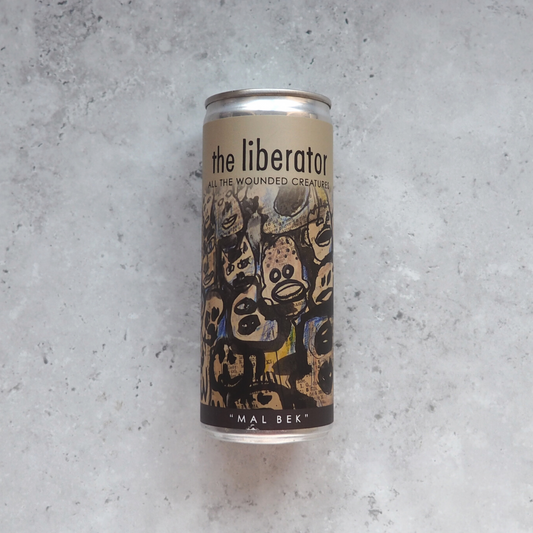 the liberator
ALL THE WOUNDED CREATURES
"MAL BEK"